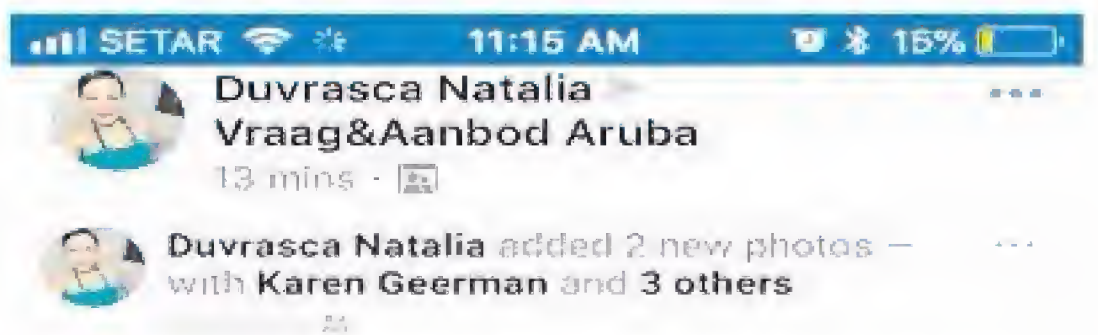 SETAR 11:15 AM 15%
Duvrasca Natalia
Vraag&Aanbod Aruba
13 mins ·
Duvrasca Natalia added 2 new photos —
with Karen Geerman and 3 others